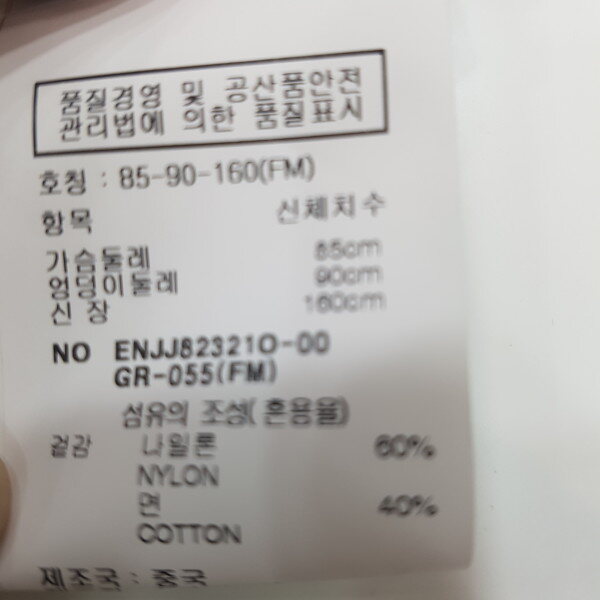 품질경영 및 공산품안전
관리법에 의한 품질표시
호칭 : 85-90-160(FM)
항목 신체치수
가슴둘레 85cm
엉덩이둘레 90cm
신 장 160cm
NO ENJJ82321O-00
GR-055(FM)
섬유의 조성(혼용율)
겉감 나일론 60%
NYLON
면 40%
COTTON
제조국 : 중국